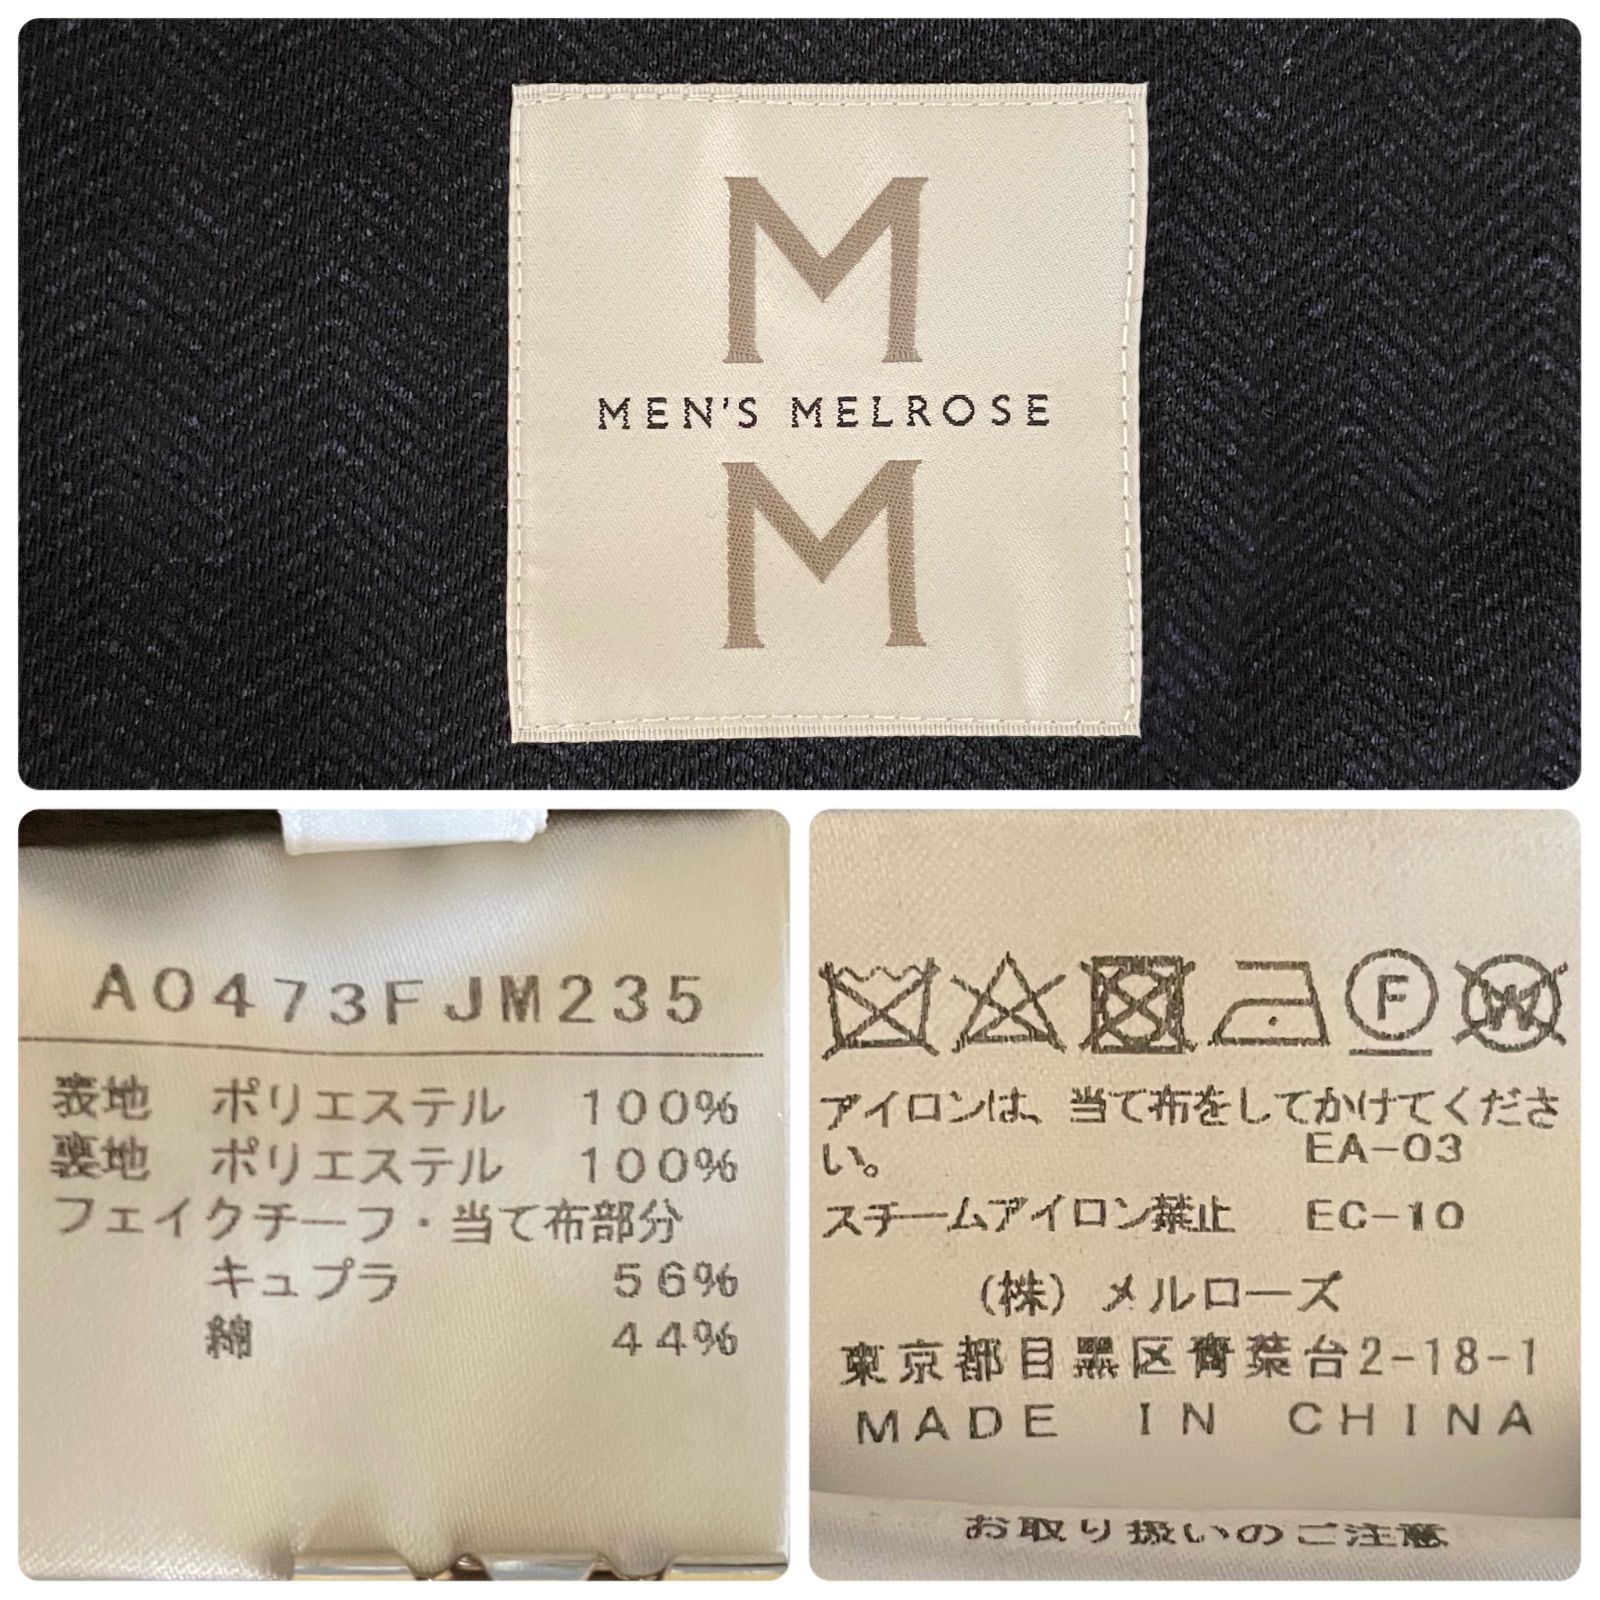 M
MEN'S MELROSE
M
A0473FJM235
表地 ポリエステル 100%
裏地 ポリエステル 100%
フェイクチーフ・当て布部分
キュプラ 56%
綿 44%
F W
アイロンは、当て布をしてかけてくださ
い。 EA-03
スチームアイロン禁止 EC-10
(株)メルローズ
東京都目黒区青葉台2-18-1
MADE IN CHINA
お取り扱いのご注意